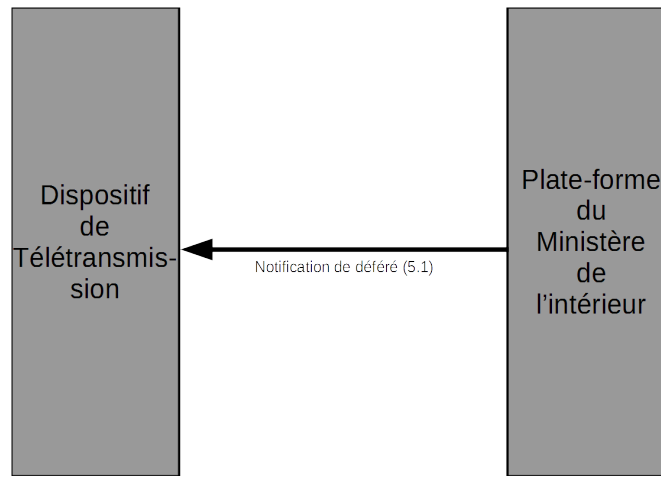 Dispositif
de
Télétransmis-
sion
Notification de déféré (5.1)
Plate-forme
du
Ministère
de
l’intérieur